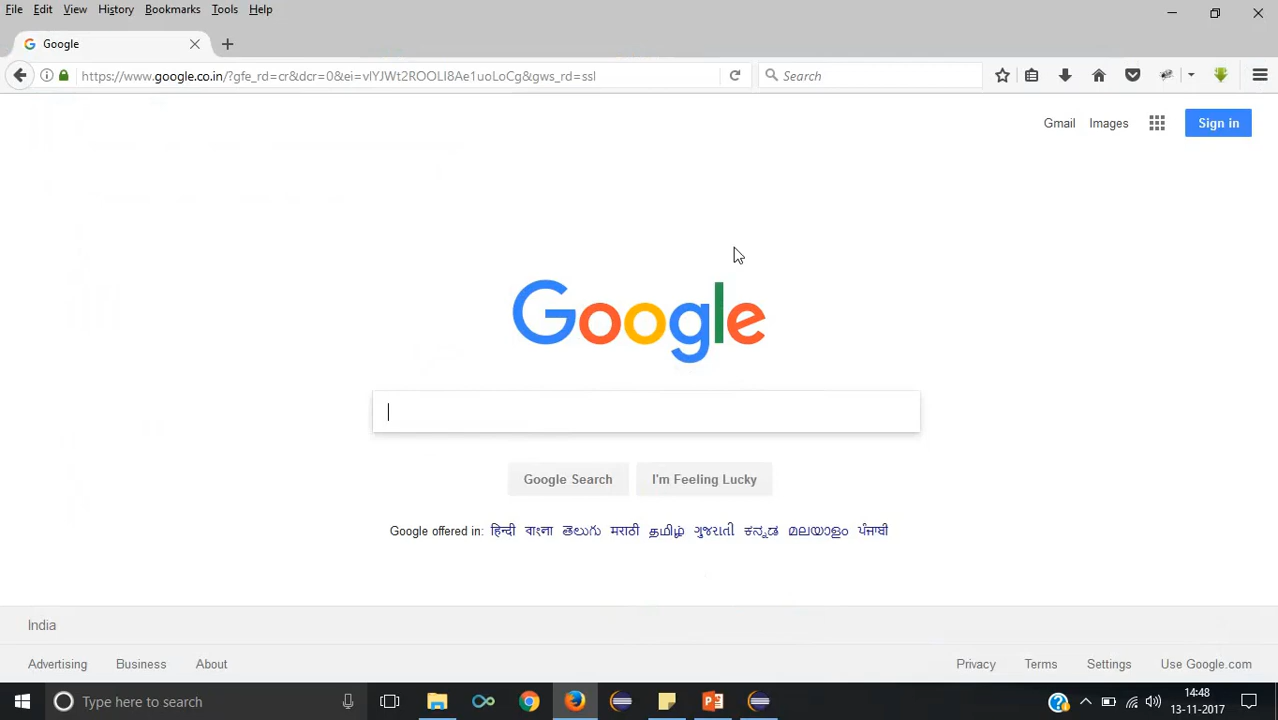 File Edit View History Bookmarks Tools Help
Google
https://www.google.co.in/?gfe_rd=cr&dcr=0&ei=vlYJWt2ROOLI8Ae1uoLoCg&gws_rd=ssl
Search
Gmail Images Sign in
Google
Google Search I'm Feeling Lucky
Google offered in: हिन्दी বাংলা తెలుగు मराठी தமிழ் ગુજરાતી ಕನ್ನಡ മലയാളം ਪੰਜਾਬੀ
India
Advertising Business About Privacy Terms Settings Use Google.com
Type here to search
14:48
13-11-2017